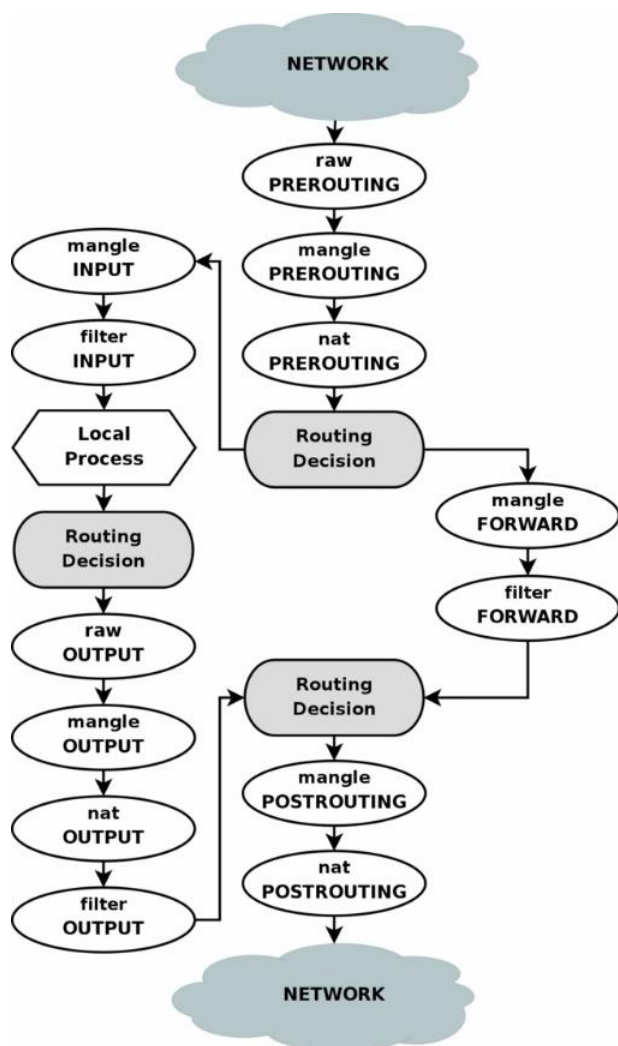 NETWORK
raw
PREROUTING
mangle
PREROUTING
nat
PREROUTING
Routing
Decision
mangle
INPUT
filter
INPUT
Local
Process
Routing
Decision
raw
OUTPUT
mangle
OUTPUT
nat
OUTPUT
filter
OUTPUT
mangle
FORWARD
filter
FORWARD
Routing
Decision
mangle
POSTROUTING
nat
POSTROUTING
NETWORK